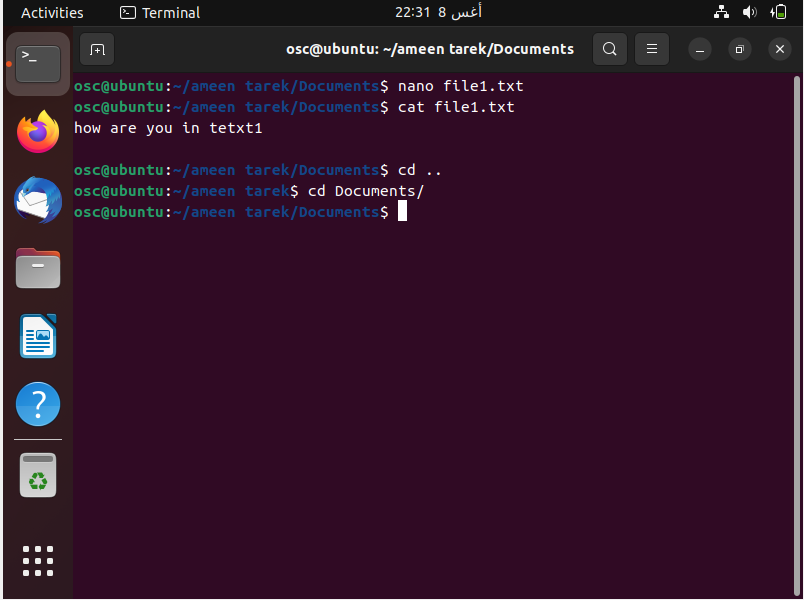 Activities
Terminal
22:31 8 أغس
osc@ubuntu: ~/ameen tarek/Documents
osc@ubuntu:~/ameen tarek/Documents$ nano file1.txt
osc@ubuntu:~/ameen tarek/Documents$ cat file1.txt
how are you in tetxt1
osc@ubuntu:~/ameen tarek/Documents$ cd ..
osc@ubuntu:~/ameen tarek$ cd Documents/
osc@ubuntu:~/ameen tarek/Documents$